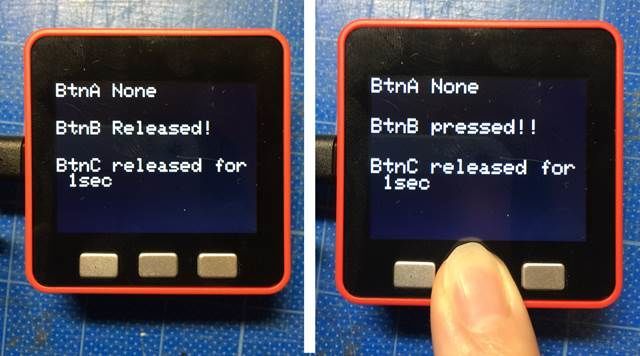 BtnA None
BtnB Released!
BtnC released for
1sec
BtnA None
BtnB pressed!!
BtnC released for
1sec